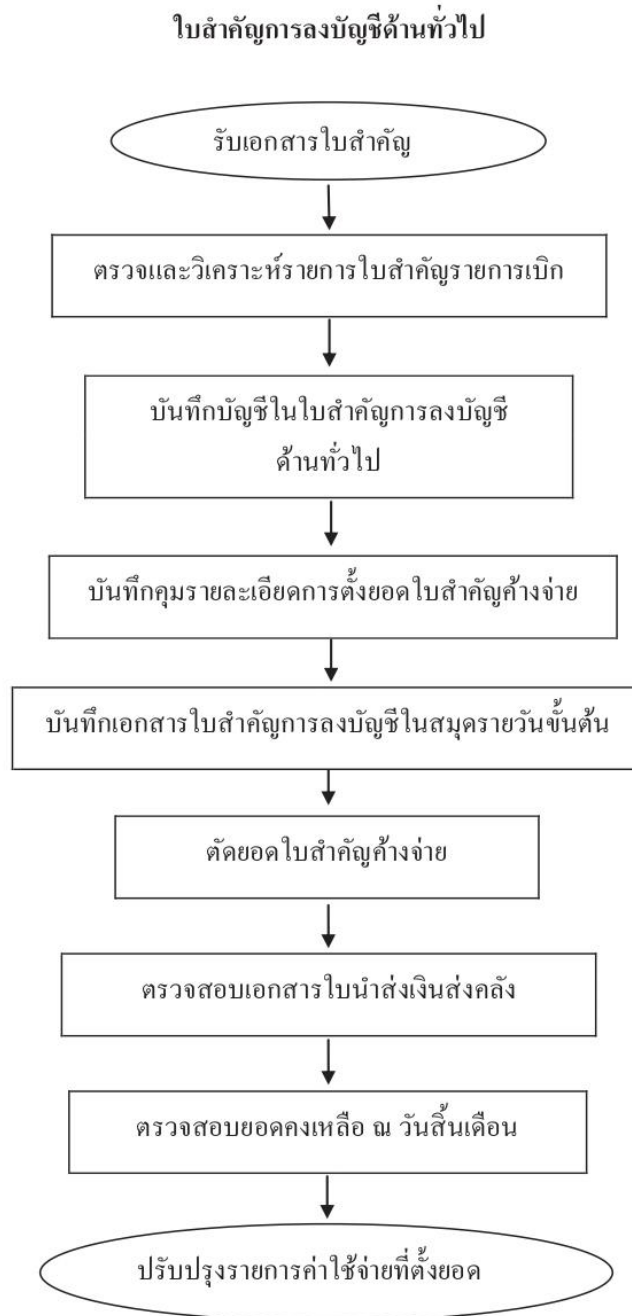 ใบสำคัญการลงบัญชีด้านทั่วไป
รับเอกสารใบสำคัญ
ตรวจและวิเคราะห์รายการใบสำคัญรายการเบิก
บันทึกบัญชีในใบสำคัญการลงบัญชี
ด้านทั่วไป
บันทึกคุมรายละเอียดการตั้งยอดใบสำคัญค้างจ่าย
บันทึกเอกสารใบสำคัญการลงบัญชีในสมุดรายวันขั้นต้น
ตัดยอดใบสำคัญค้างจ่าย
ตรวจสอบเอกสารใบนำส่งเงินส่งคลัง
ตรวจสอบยอดคงเหลือ ณ วันสิ้นเดือน
ปรับปรุงรายการค่าใช้จ่ายที่ตั้งยอด